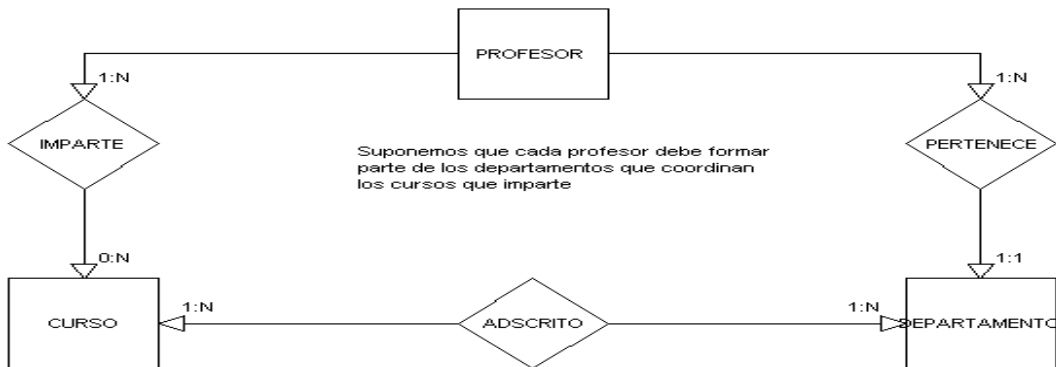 PROFESOR
1:N
1:N
IMPARTE
PERTENECE
Suponemos que cada profesor debe formar
parte de los departamentos que coordinan
los cursos que imparte
0:N
1:1
1:N
1:N
CURSO
ADSCRITO
DEPARTAMENTO